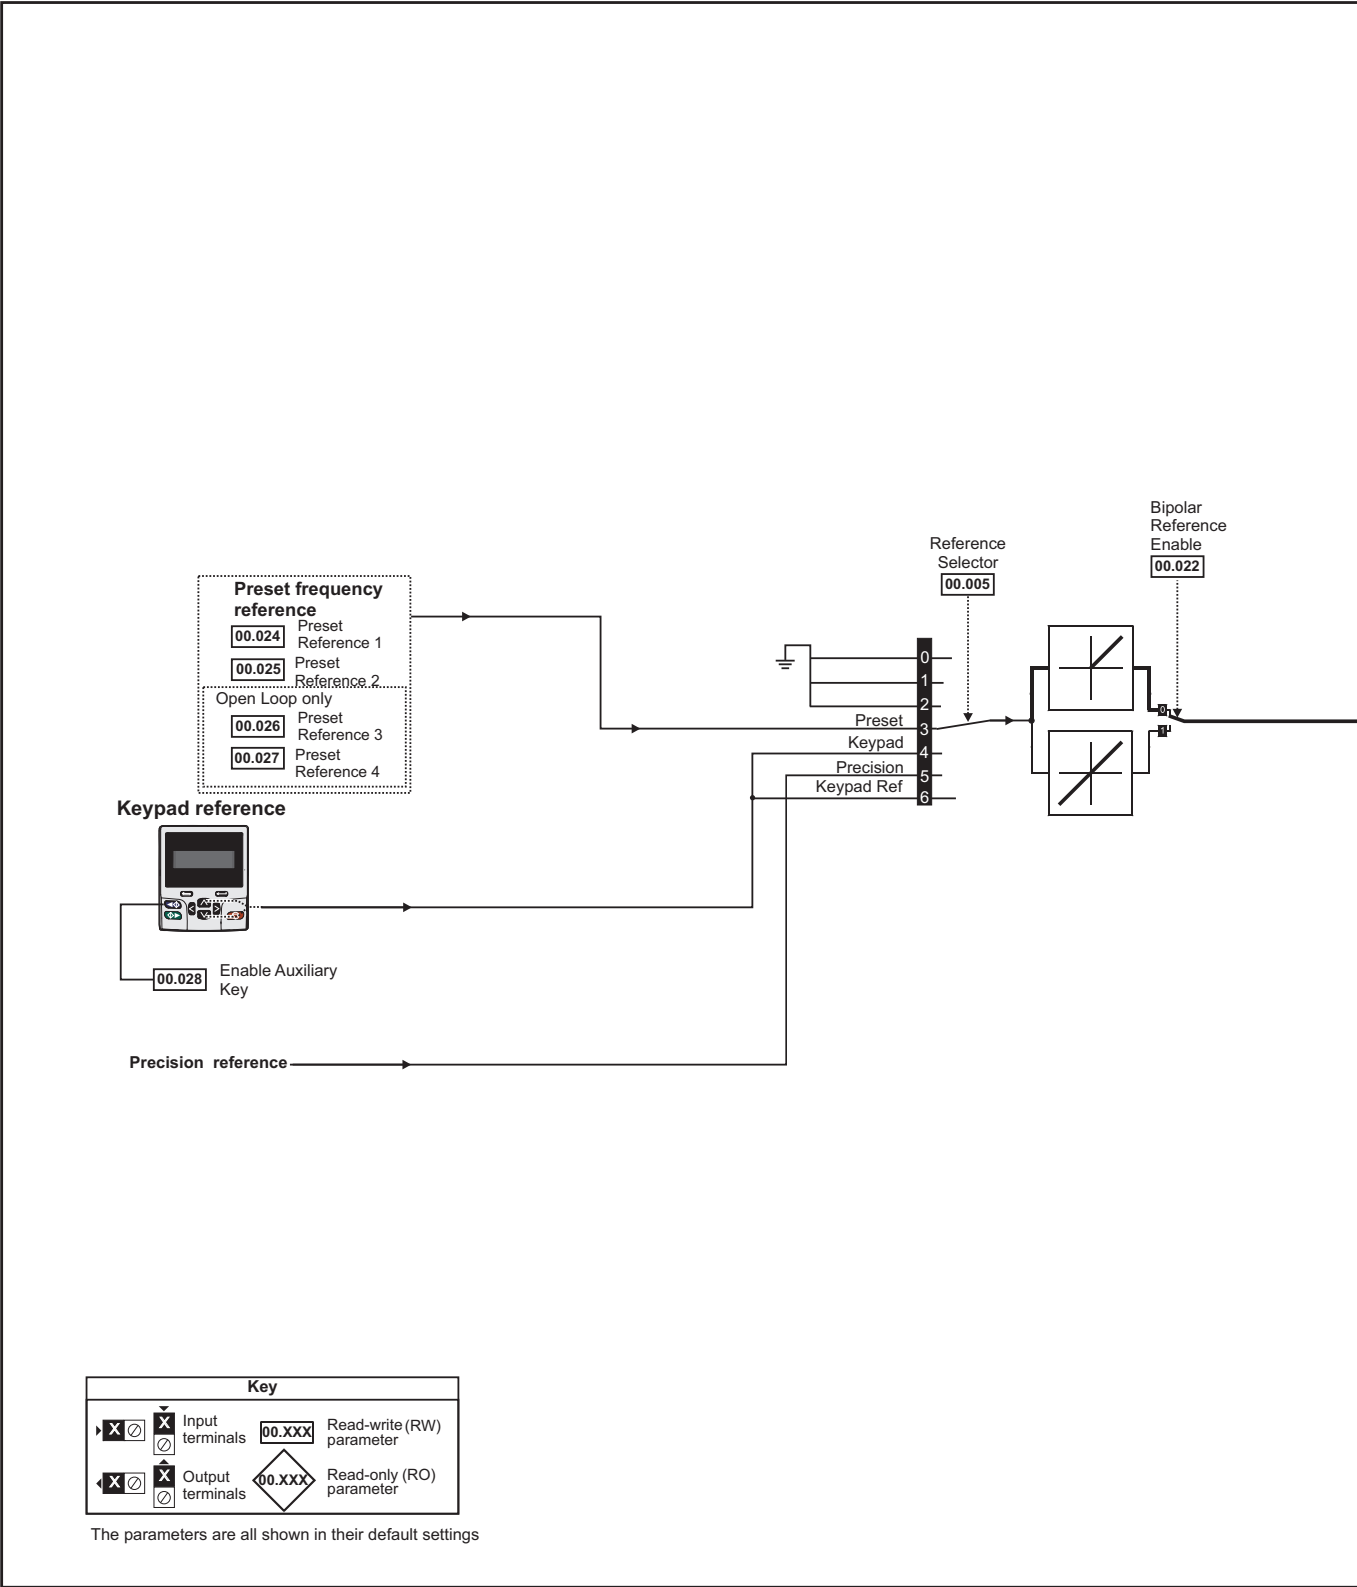 Bipolar
Reference
Enable
00.022
Reference
Selector
00.005
Preset frequency
reference
00.024
Preset
Reference 1
00.025
Preset
Reference 2
Open Loop only
00.026
Preset
Reference 3
00.027
Preset
Reference 4
0
1
2
Preset
3
Keypad
4
Precision
5
Keypad Ref
6
0
1
Keypad reference
00.028
Enable Auxiliary
Key
Precision reference
Key
X
X
Input
terminals
00.XXX
Read-write (RW)
parameter
X
X
Output
terminals
00.XXX
Read-only (RO)
parameter
The parameters are all shown in their default settings